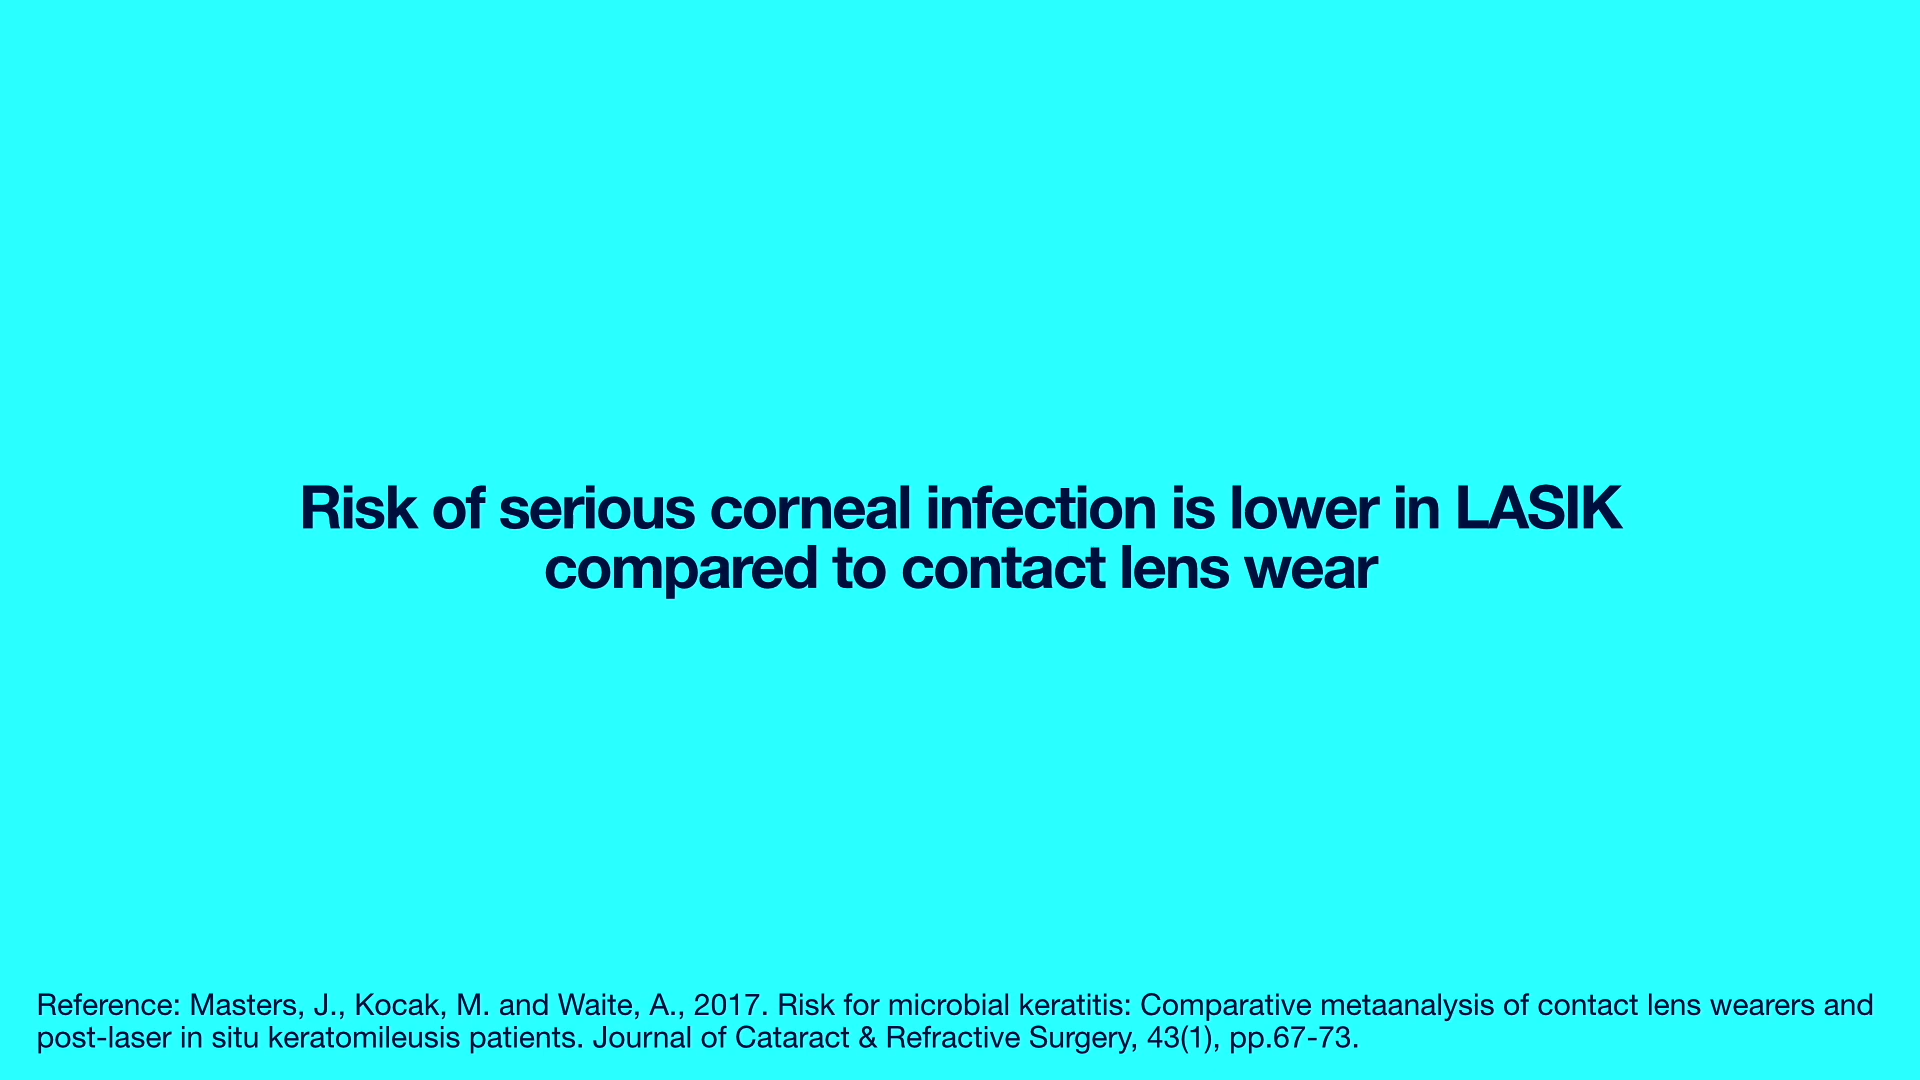 Risk of serious corneal infection is lower in LASIK
compared to contact lens wear
Reference: Masters, J., Kocak, M. and Waite, A., 2017. Risk for microbial keratitis: Comparative metaanalysis of contact lens wearers and
post-laser in situ keratomileusis patients. Journal of Cataract & Refractive Surgery, 43(1), pp.67-73.